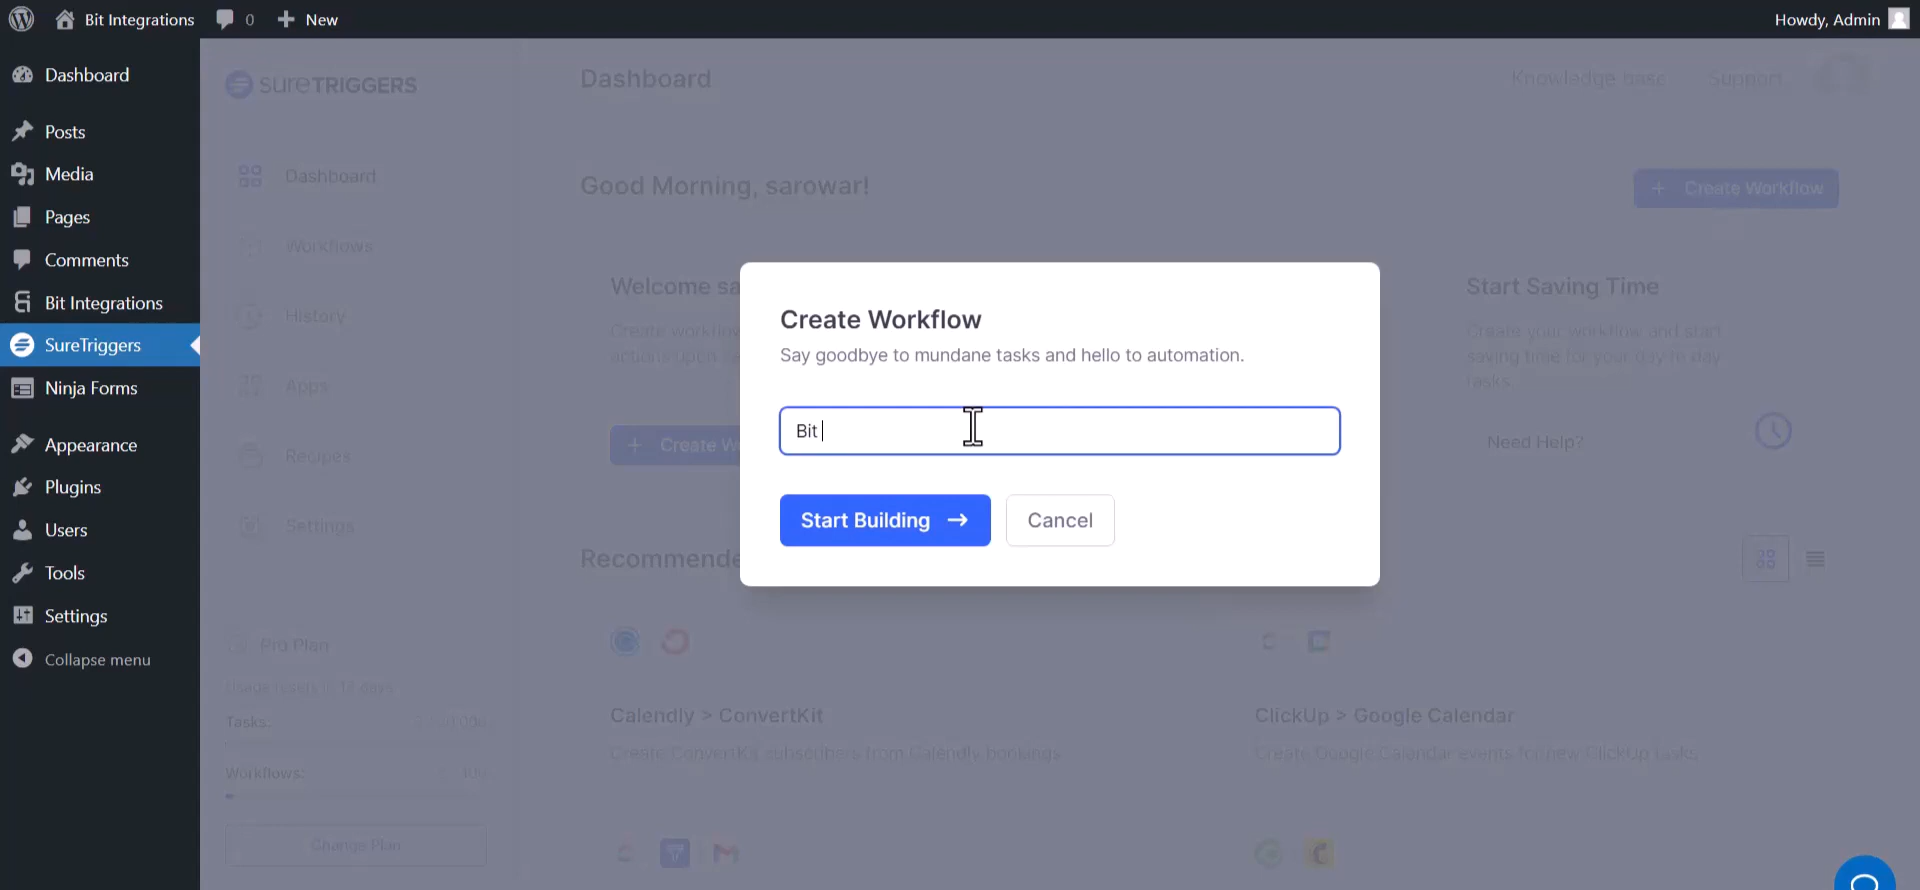 Bit Integrations
0
New
Howdy, Admin
Dashboard
Posts
Media
Pages
Comments
Bit Integrations
SureTriggers
Ninja Forms
Appearance
Plugins
Users
Tools
Settings
Collapse menu
sureTRIGGERS
Dashboard
Workflows
History
Apps
Recipes
Settings
Pro Plan
Tasks:
Workflows:
Change Plan
Dashboard
Knowledge base
Support
Good Morning, sarowar!
+ Create Workflow
Welcome sa
Create workflow
+ Create Wo
Start Saving Time
Create your workflow and start
saving time for your day to day
tasks.
Need Help?
Create Workflow
Say goodbye to mundane tasks and hello to automation.
Bit
Start Building →
Cancel
Recommende
Calendly > ConvertKit
Create ConvertKit subscribers from Calendly bookings
ClickUp > Google Calendar
Create Google Calendar events for new ClickUp tasks